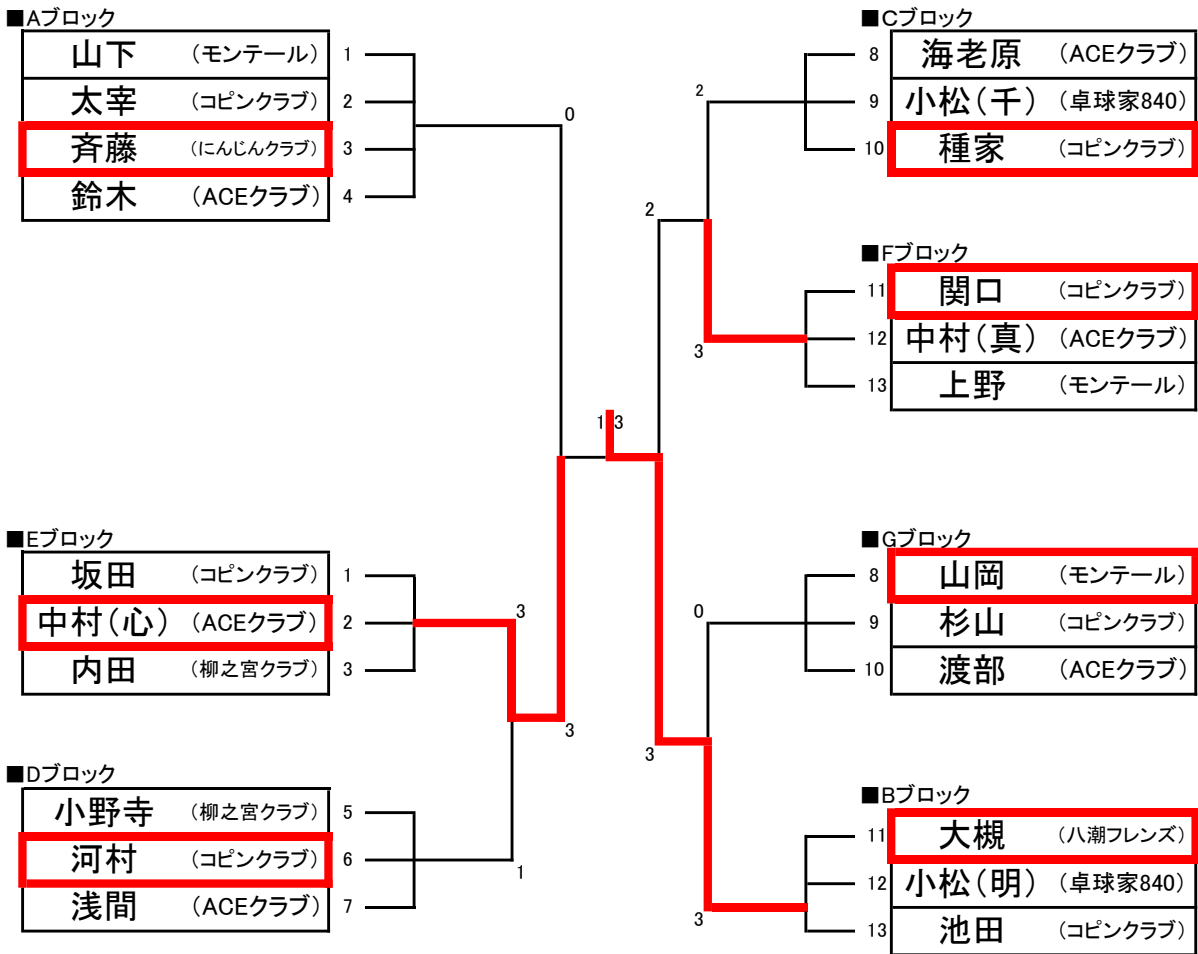 ■Aブロック
山下 (モンテール) 1
太宰 (コピンクラブ) 2
斉藤 (にんじんクラブ) 3
鈴木 (ACEクラブ) 4
0
■Eブロック
坂田 (コピンクラブ) 1
中村(心) (ACEクラブ) 2
内田 (柳之宮クラブ) 3
3
3
■Dブロック
小野寺 (柳之宮クラブ) 5
河村 (コピンクラブ) 6
浅間 (ACEクラブ) 7
1
1 3
■Cブロック
8 海老原 (ACEクラブ)
9 小松(千) (卓球家840)
10 種家 (コピンクラブ)
2
2
■Fブロック
11 関口 (コピンクラブ)
12 中村(真) (ACEクラブ)
13 上野 (モンテール)
3
■Gブロック
8 山岡 (モンテール)
9 杉山 (コピンクラブ)
10 渡部 (ACEクラブ)
0
3
■Bブロック
11 大槻 (八潮フレンズ)
12 小松(明) (卓球家840)
13 池田 (コピンクラブ)
3